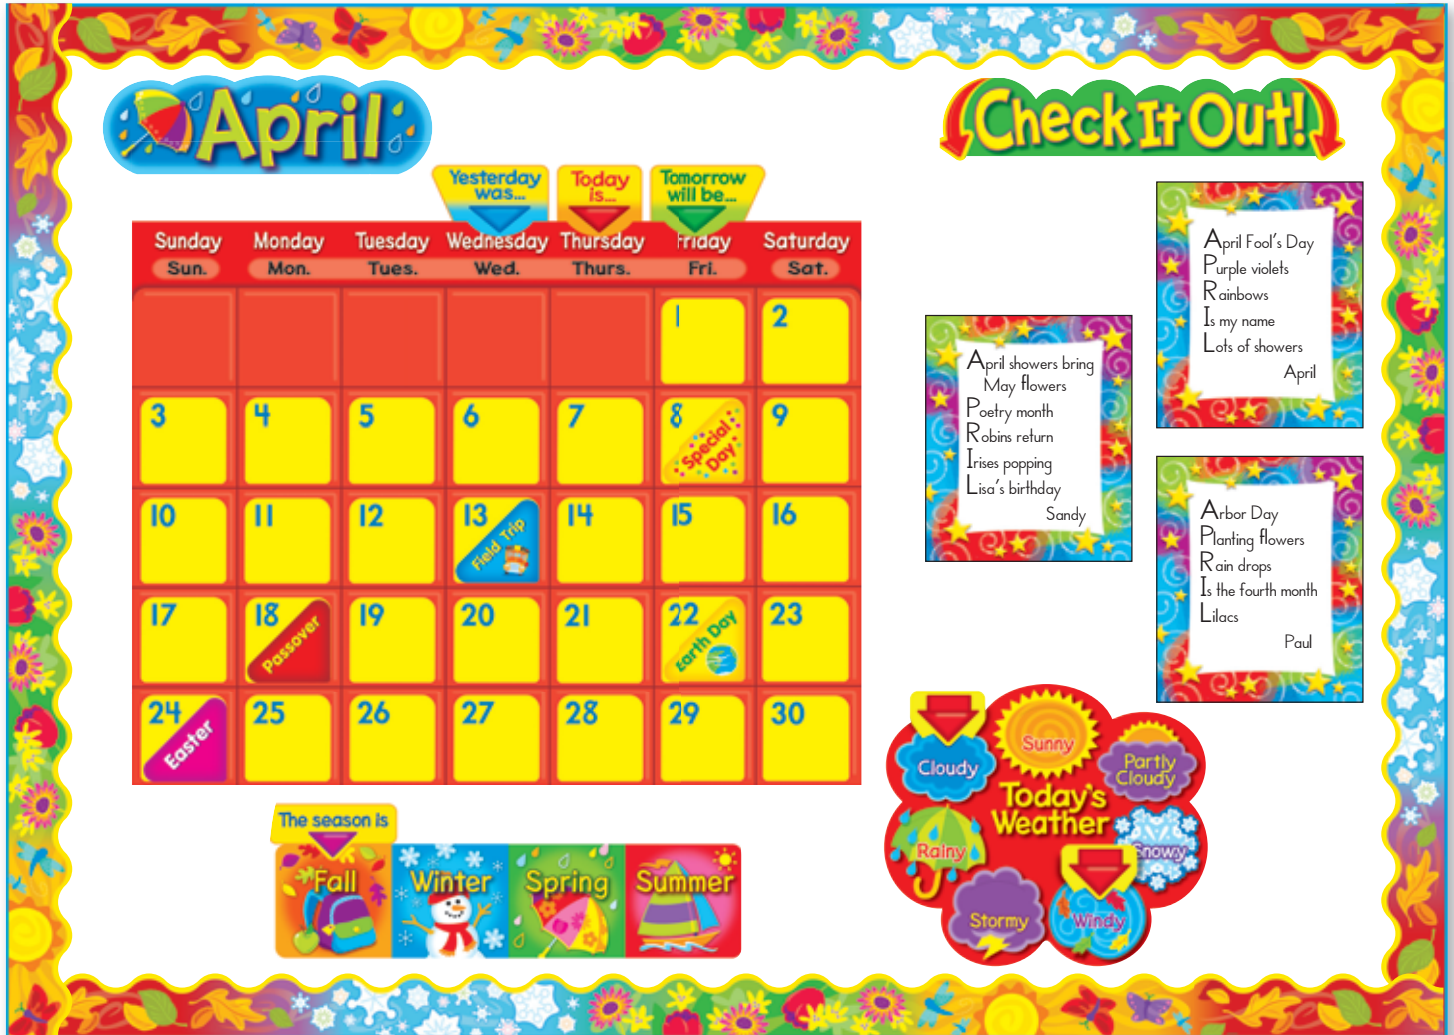 April
Check It Out!
Yesterday
was...
Today
is...
Tomorrow
will be...
Sunday Monday Tuesday Wednesday Thursday Friday Saturday
Sun. Mon. Tues. Wed. Thurs. Fri. Sat.
1 2
3 4 5 6 7 8 9
Special
Day
10 11 12 13 14 15 16
Field Trip
17 18 19 20 21 22 23
Passover
Earth Day
24 25 26 27 28 29 30
Easter
The season is
Fall Winter Spring Summer
April showers bring
May flowers
Poetry month
Robins return
Irises popping
Lisa's birthday
Sandy
April Fool's Day
Purple violets
Rainbows
Is my name
Lots of showers
April
Arbor Day
Planting flowers
Rain drops
Is the fourth month
Lilacs
Paul
Today's
Weather
Cloudy
Sunny
Partly
Cloudy
Rainy
Snowy
Stormy
Windy